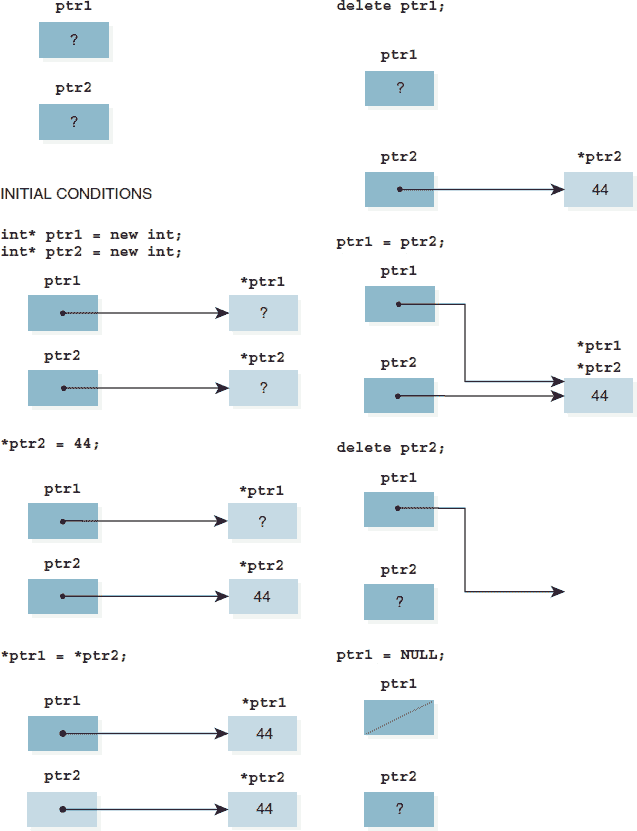 ptr1
?
ptr2
?
INITIAL CONDITIONS
int* ptr1 = new int;
int* ptr2 = new int;
ptr1
*ptr1
?
ptr2
*ptr2
?
*ptr2 = 44;
ptr1
*ptr1
?
ptr2
*ptr2
44
*ptr1 = *ptr2;
ptr1
*ptr1
44
ptr2
*ptr2
44
delete ptr1;
ptr1
?
ptr2
*ptr2
44
ptr1 = ptr2;
ptr1
*ptr1
ptr2
*ptr2
44
delete ptr2;
ptr1
ptr2
?
ptr1 = NULL;
ptr1
ptr2
?